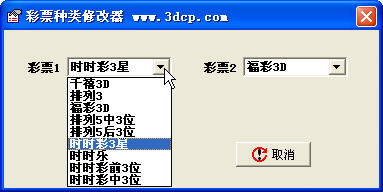 彩票种类修改器 www.3dcp.com
彩票1 时时彩3星 彩票2 福彩3D
千禧3D
排列3
福彩3D
排列5中3位
排列5后3位
时时彩3星
时时乐
时时彩前3位
时时彩中3位
取消